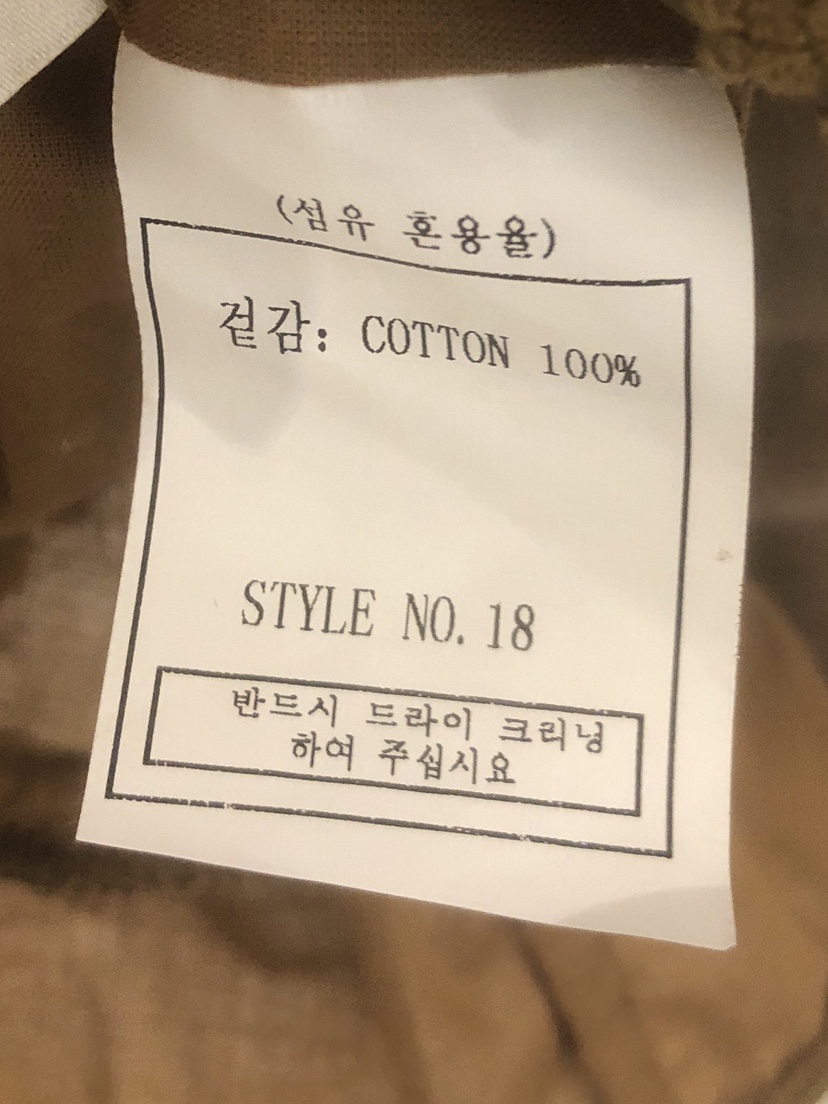 (섬유 혼용율)
겉감: COTTON 100%
STYLE NO. 18
반드시 드라이 크리닝
하여 주십시요